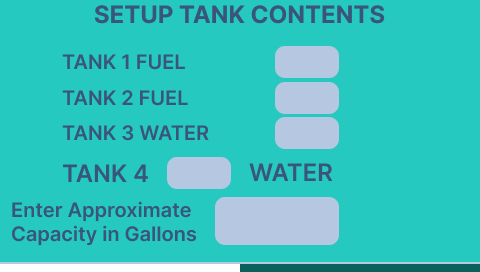 SETUP TANK CONTENTS
TANK 1 FUEL
TANK 2 FUEL
TANK 3 WATER
TANK 4 WATER
Enter Approximate
Capacity in Gallons